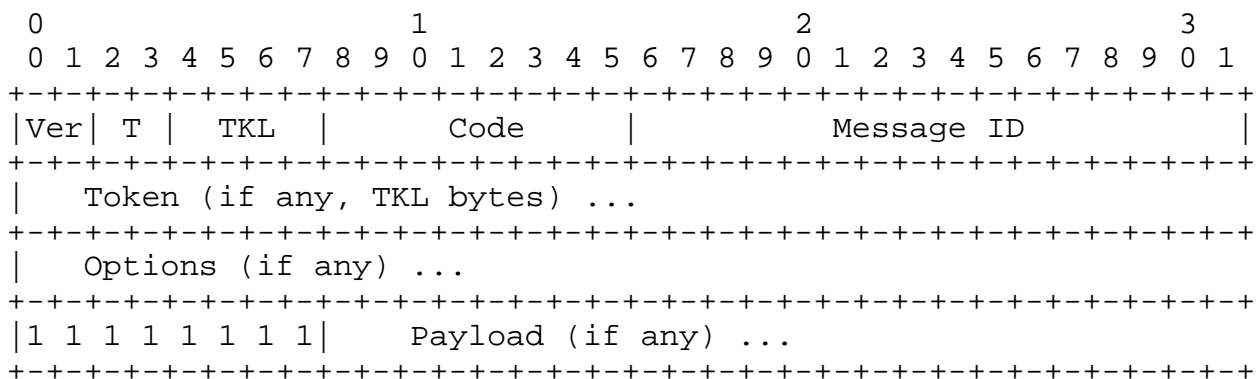 0                   1                   2                   3
 0 1 2 3 4 5 6 7 8 9 0 1 2 3 4 5 6 7 8 9 0 1 2 3 4 5 6 7 8 9 0 1
+-+-+-+-+-+-+-+-+-+-+-+-+-+-+-+-+-+-+-+-+-+-+-+-+-+-+-+-+-+-+-+-+
|Ver| T |  TKL  |      Code     |          Message ID           |
+-+-+-+-+-+-+-+-+-+-+-+-+-+-+-+-+-+-+-+-+-+-+-+-+-+-+-+-+-+-+-+-+
|   Token (if any, TKL bytes) ...
+-+-+-+-+-+-+-+-+-+-+-+-+-+-+-+-+-+-+-+-+-+-+-+-+-+-+-+-+-+-+-+-+
|   Options (if any) ...
+-+-+-+-+-+-+-+-+-+-+-+-+-+-+-+-+-+-+-+-+-+-+-+-+-+-+-+-+-+-+-+-+
|1 1 1 1 1 1 1 1|    Payload (if any) ...
+-+-+-+-+-+-+-+-+-+-+-+-+-+-+-+-+-+-+-+-+-+-+-+-+-+-+-+-+-+-+-+-+